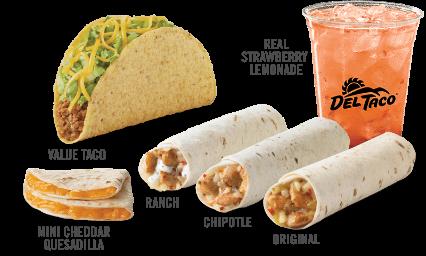 REAL
STRAWBERRY
LEMONADE
DEL TACO
VALUE TACO
RANCH
CHIPOTLE
ORIGINAL
MINI CHEDDAR
QUESADILLA